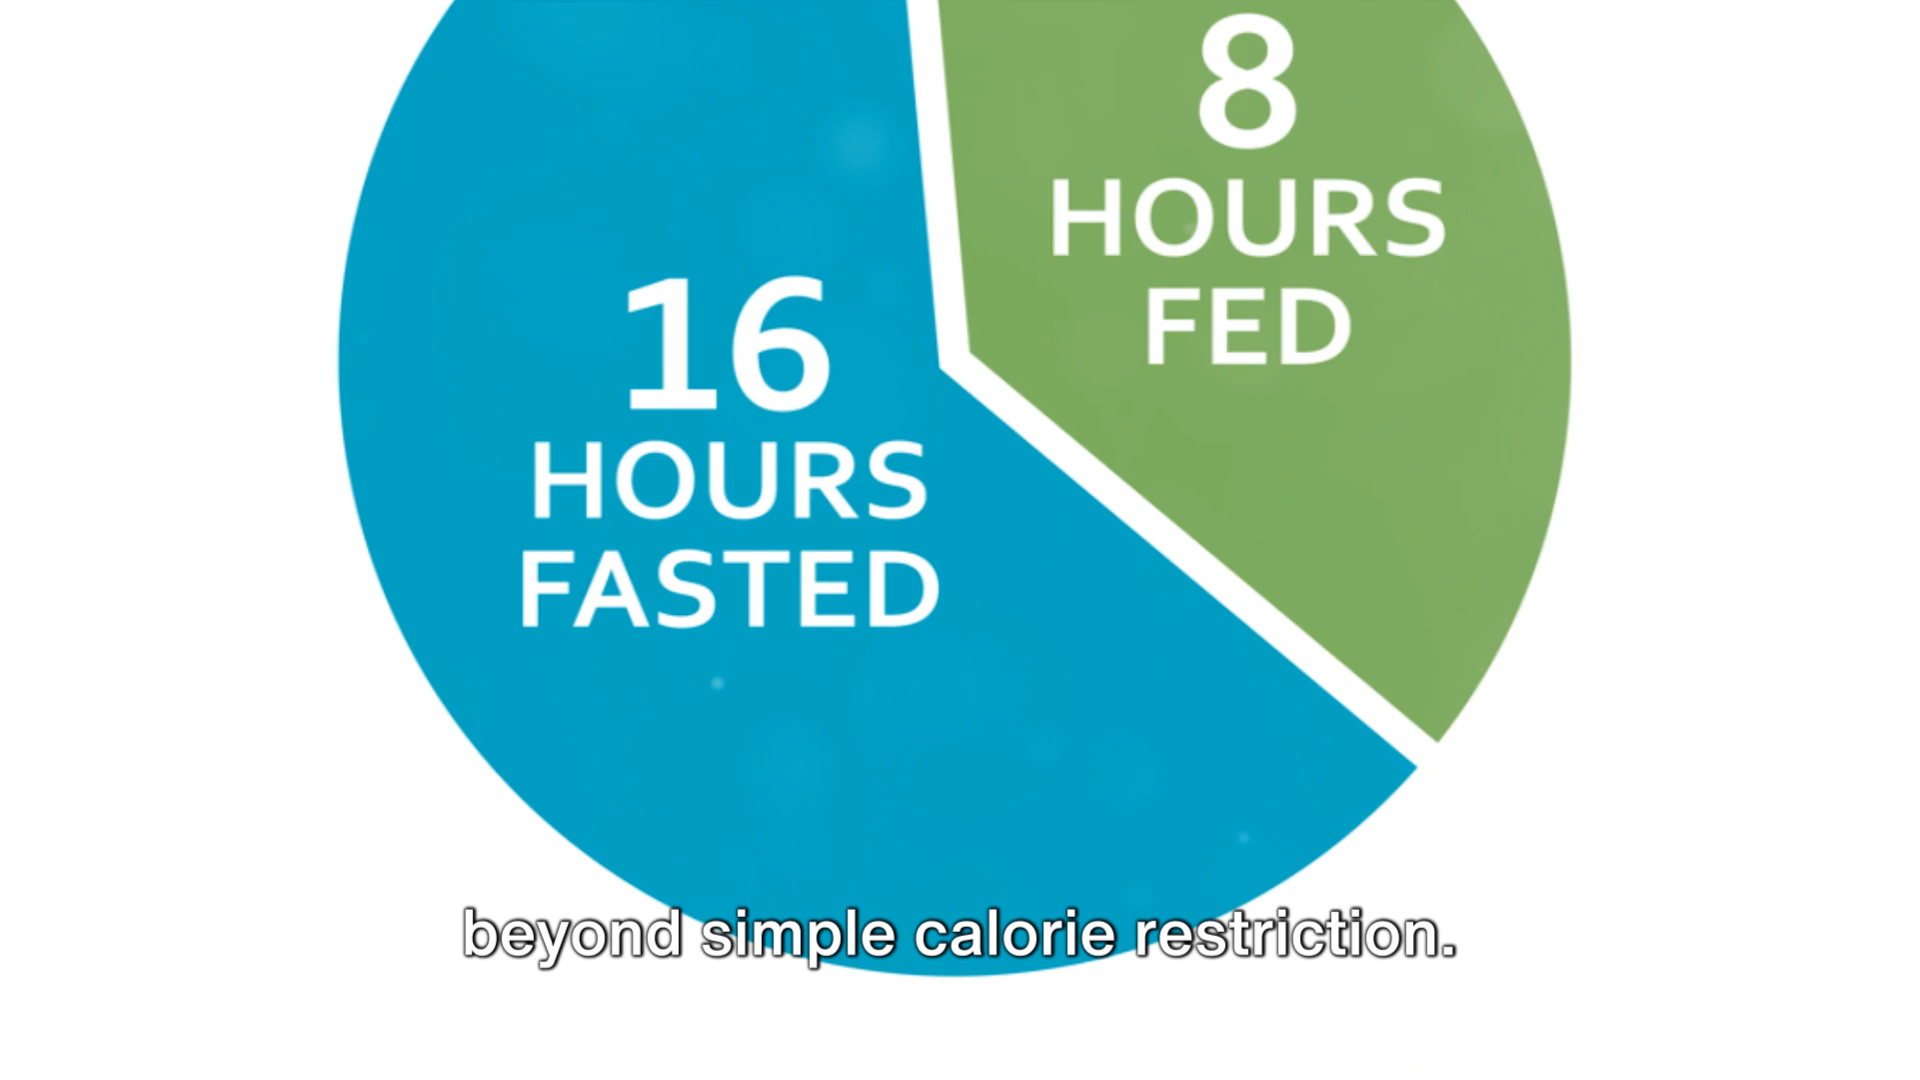 8
HOURS
FED
16
HOURS
FASTED
beyond simple calorie restriction.